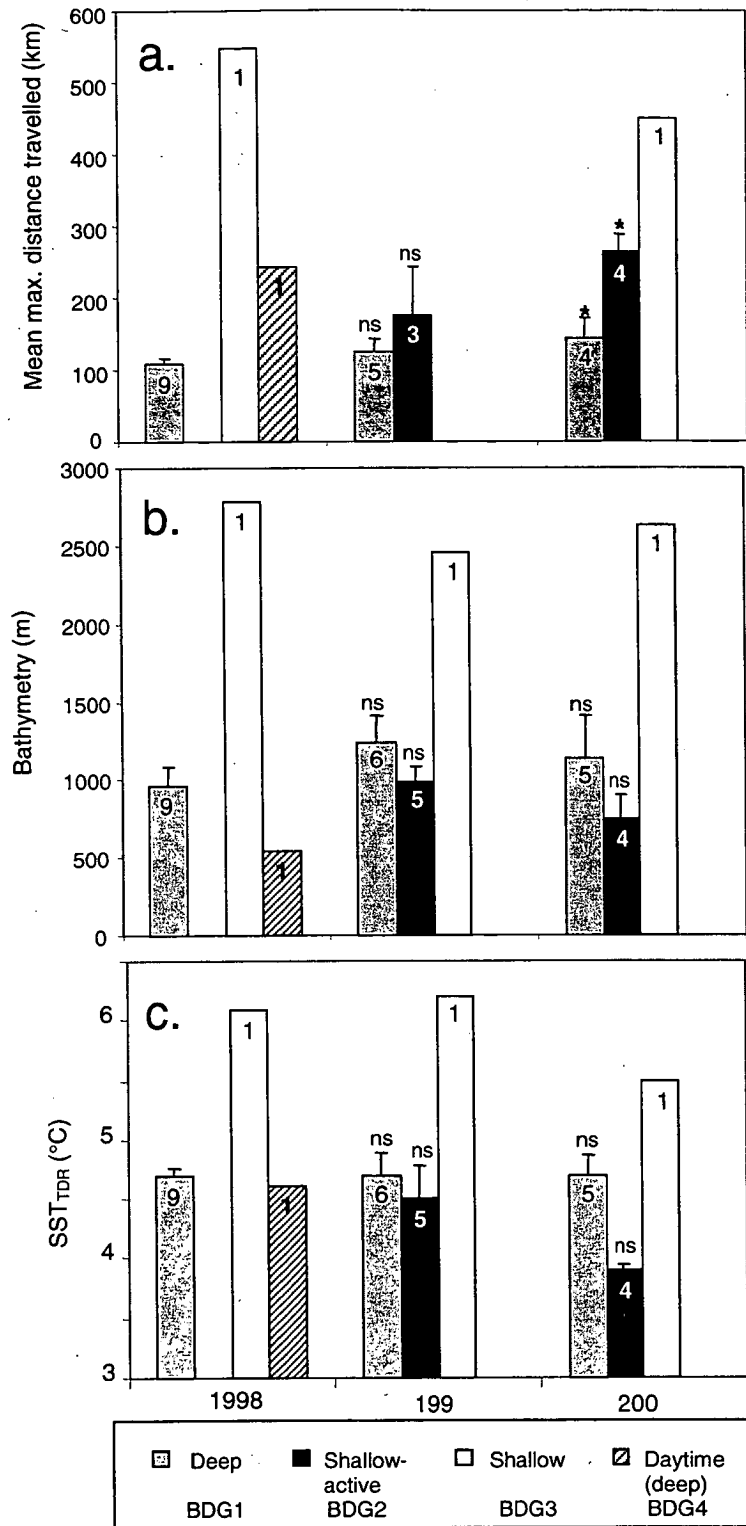 a.
Mean max. distance travelled (km)
600
500
400
300
200
100
0
9
1
1
ns
5
ns
3
*
4
*
4
1
b.
Bathymetry (m)
3000
2500
2000
1500
1000
500
0
9
1
1
ns
6
ns
5
1
ns
5
ns
4
1
c.
SST TDR (°C)
6
5
4
3
9
1
1
ns
6
ns
5
1
ns
5
ns
4
1
1998
199
200
Deep
BDG1
Shallow-
active
BDG2
Shallow
BDG3
Daytime
(deep)
BDG4